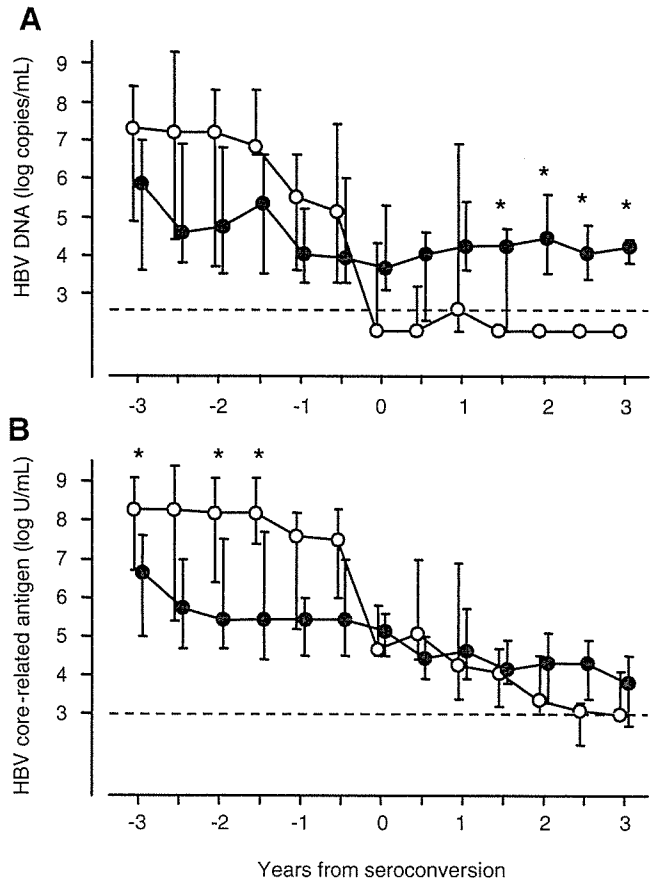 A
HBV DNA (log copies/mL)
9
8
7
6
5
4
3
* * * *
-3 -2 -1 0 1 2 3
B
HBV core-related antigen (log U/mL)
* * *
9
8
7
6
5
4
3
-3 -2 -1 0 1 2 3
Years from seroconversion